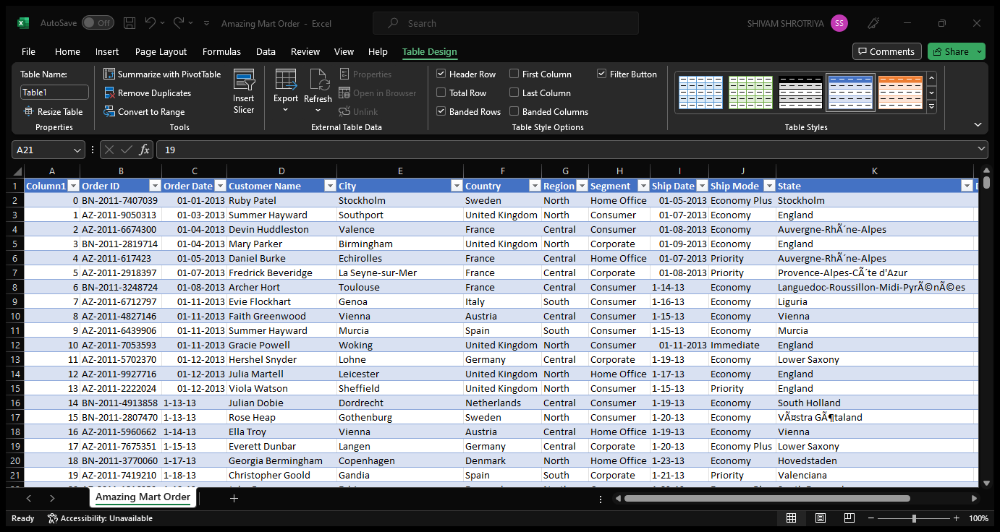 AutoSave Off Amazing Mart Order - Excel Search SHIVAM SHROTRIYA SS
File Home Insert Page Layout Formulas Data Review View Help Table Design Comments Share
Table Name: Summarize with PivotTable Properties Header Row First Column Filter Button
Table1 Remove Duplicates Insert Slicer Export Refresh Open in Browser Total Row Last Column
Resize Table Convert to Range Unlink Banded Rows Banded Columns
Properties Tools External Table Data Table Style Options Table Styles
A21 fx 19
A B C D E F G H I J K
1 Column1 Order ID Order Date Customer Name City Country Region Segment Ship Date Ship Mode State
2 0 BN-2011-7407039 01-01-2013 Ruby Patel Stockholm Sweden North Home Office 01-05-2013 Economy Plus Stockholm
3 1 AZ-2011-9050313 01-03-2013 Summer Hayward Southport United Kingdom North Consumer 01-07-2013 Economy England
4 2 AZ-2011-6674300 01-04-2013 Devin Huddleston Valence France Central Consumer 01-08-2013 Economy Auvergne-RhÃ´ne-Alpes
5 3 BN-2011-2819714 01-04-2013 Mary Parker Birmingham United Kingdom North Corporate 01-09-2013 Economy England
6 4 AZ-2011-617423 01-05-2013 Daniel Burke Echirolles France Central Home Office 01-07-2013 Priority Auvergne-RhÃ´ne-Alpes
7 5 AZ-2011-2918397 01-07-2013 Fredrick Beveridge La Seyne-sur-Mer France Central Corporate 01-08-2013 Priority Provence-Alpes-CÃ´te d'Azur
8 6 BN-2011-3248724 01-08-2013 Archer Hort Toulouse France Central Consumer 1-14-13 Economy Languedoc-Roussillon-Midi-PyrÃ©nÃ©es
9 7 AZ-2011-6712797 01-11-2013 Evie Flockhart Genoa Italy South Consumer 1-16-13 Economy Liguria
10 8 AZ-2011-4827146 01-11-2013 Faith Greenwood Vienna Austria Central Consumer 1-15-13 Economy Vienna
11 9 AZ-2011-6439906 01-11-2013 Summer Hayward Murcia Spain South Consumer 1-15-13 Economy Murcia
12 10 AZ-2011-7053593 01-11-2013 Gracie Powell Woking United Kingdom North Consumer 01-11-2013 Immediate England
13 11 AZ-2011-5702370 01-12-2013 Hershel Snyder Lohne Germany Central Corporate 1-19-13 Economy Lower Saxony
14 12 AZ-2011-9927716 01-12-2013 Julia Martell Leicester United Kingdom North Home Office 1-17-13 Economy England
15 13 AZ-2011-2222024 01-12-2013 Viola Watson Sheffield United Kingdom North Consumer 1-15-13 Priority England
16 14 BN-2011-4913858 1-13-13 Julian Dobie Dordrecht Netherlands Central Consumer 1-19-13 Economy South Holland
17 15 BN-2011-2807470 1-13-13 Rose Heap Gothenburg Sweden North Consumer 1-20-13 Economy VÃ¤stra GÃ¶taland
18 16 AZ-2011-5960662 1-14-13 Ella Troy Vienna Austria Central Home Office 1-19-13 Economy Vienna
19 17 AZ-2011-7675351 1-15-13 Everett Dunbar Langen Germany Central Corporate 1-20-13 Economy Plus Lower Saxony
20 18 BN-2011-3770060 1-17-13 Georgia Bermingham Copenhagen Denmark North Home Office 1-23-13 Economy Hovedstaden
21 19 AZ-2011-7419210 1-18-13 Christopher Goold Gandia Spain South Corporate 1-21-13 Priority Valenciana
Amazing Mart Order
Ready Accessibility: Unavailable 100%